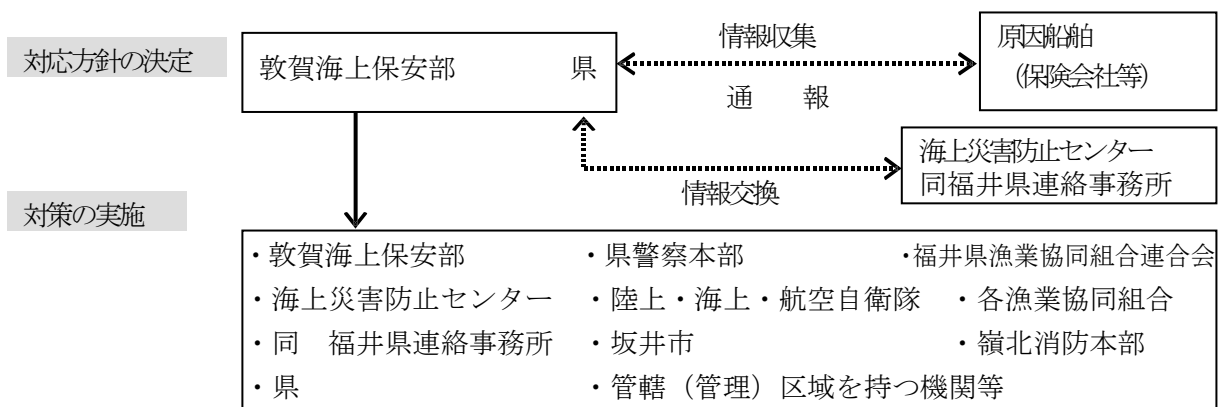 対応方針の決定
敦賀海上保安部　　　県
情報収集
通　報
原因船舶
(保険会社等)
海上災害防止センター
同福井県連絡事務所
情報交換
対策の実施
・敦賀海上保安部　・県警察本部　・福井県漁業協同組合連合会
・海上災害防止センター　・陸上・海上・航空自衛隊　・各漁業協同組合
・同　福井県連絡事務所　・坂井市　・嶺北消防本部
・県　・管轄（管理）区域を持つ機関等